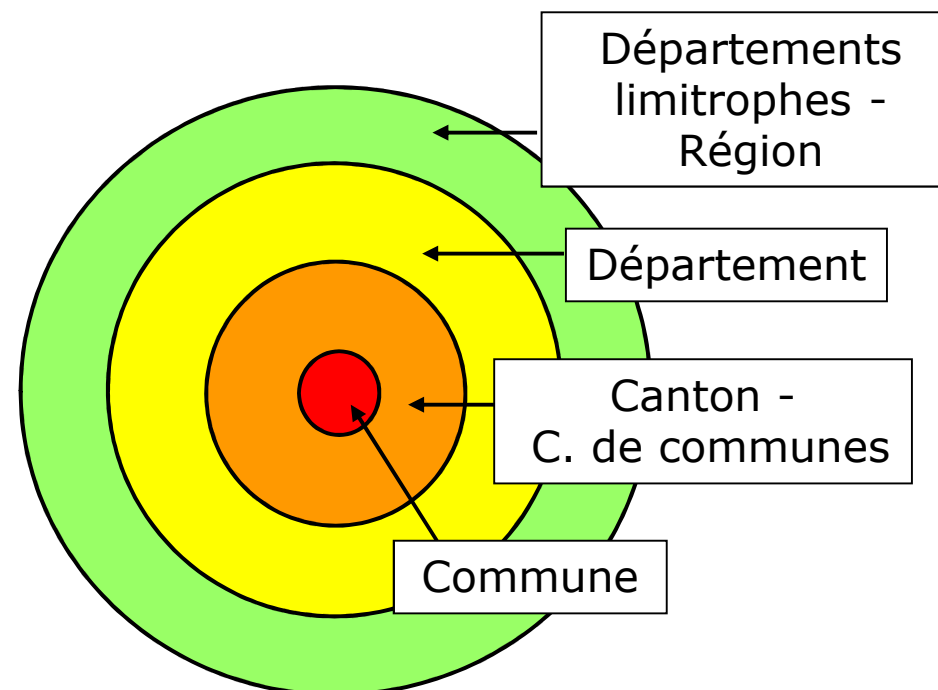 Départements
limitrophes -
Région
Département
Canton -
C. de communes
Commune